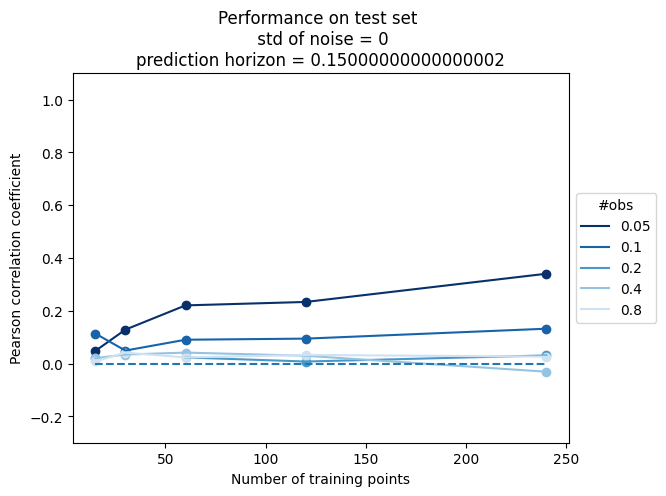 Performance on test set
std of noise = 0
prediction horizon = 0.15000000000000002
Pearson correlation coefficient
1.0
0.8
0.6
0.4
0.2
0.0
−0.2
50
100
150
200
250
Number of training points
#obs
0.05
0.1
0.2
0.4
0.8